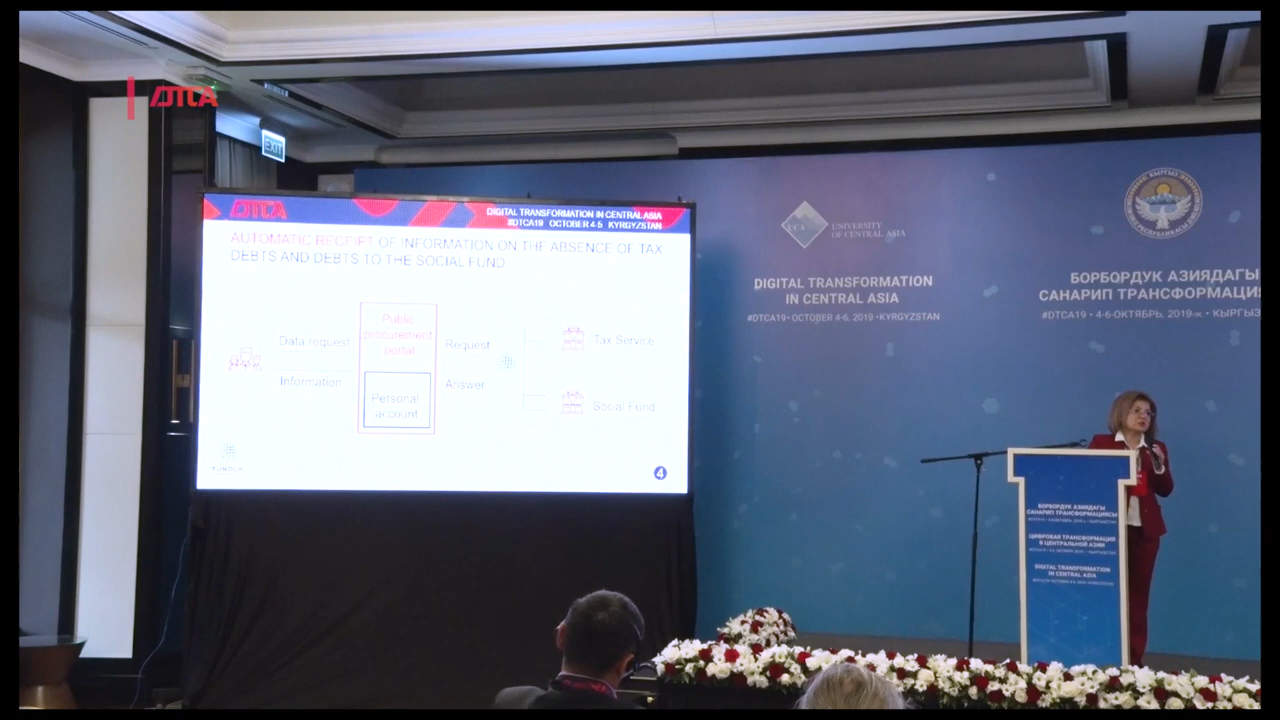 DTCA
EXIT
DTCA
DIGITAL TRANSFORMATION IN CENTRAL ASIA
#DTCA19 OCTOBER 4-5 KYRGYZSTAN
AUTOMATIC RECEIPT OF INFORMATION ON THE ABSENCE OF TAX
DEBTS AND DEBTS TO THE SOCIAL FUND
Data request
Information
Public
procurement
portal
Personal
account
Request
Answer
Tax Service
Social Fund
TUNDUK
4
UCA
UNIVERSITY
OF CENTRAL ASIA
DIGITAL TRANSFORMATION
IN CENTRAL ASIA
#DTCA19 • OCTOBER 4-6, 2019 • KYRGYZSTAN
БОРБОРДУК АЗИЯДАГЫ
САНАРИП ТРАНСФОРМАЦИЯ
#DTCA19 • 4-6-ОКТЯБРЬ, 2019-ж. • КЫРГЫЗ
БОРБОРДУК АЗИЯДАГЫ
САНАРИП ТРАНСФОРМАЦИЯСЫ
ЦИФРОВАЯ ТРАНСФОРМАЦИЯ
В ЦЕНТРАЛЬНОЙ АЗИИ
DIGITAL TRANSFORMATION
IN CENTRAL ASIA